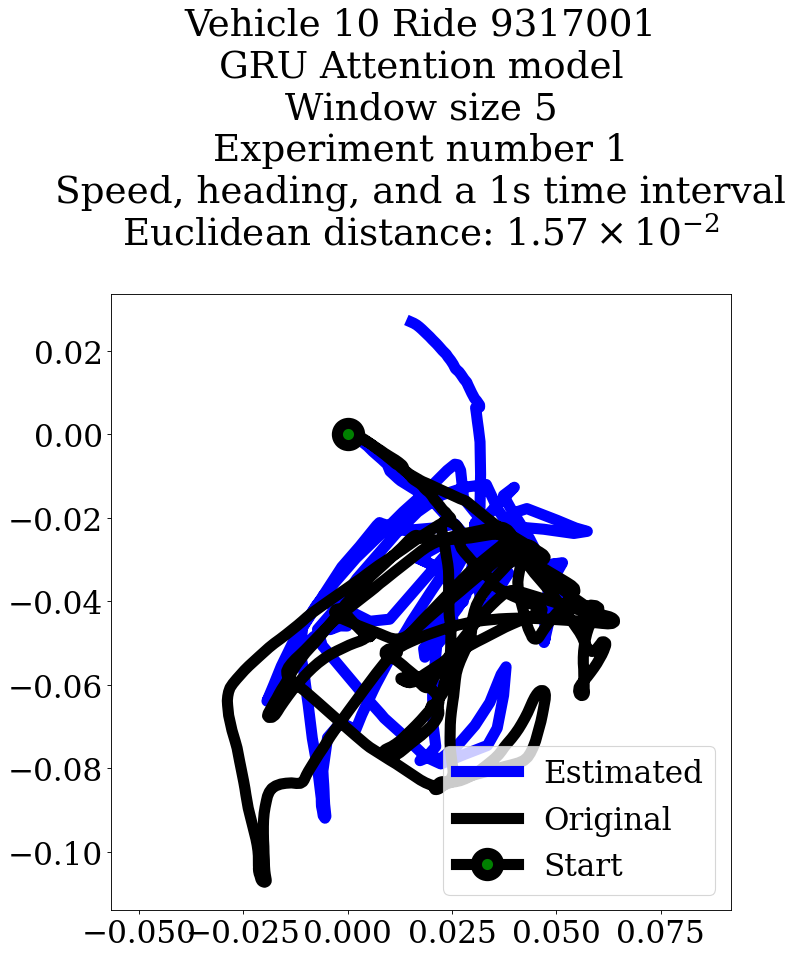 Vehicle 10 Ride 9317001
GRU Attention model
Window size 5
Experiment number 1
Speed, heading, and a 1s time interval
Euclidean distance: 1.57 × 10⁻²
0.02
0.00
−0.02
−0.04
−0.06
−0.08
−0.10
Estimated
Original
Start
−0.050 −0.025 0.000 0.025 0.050 0.075